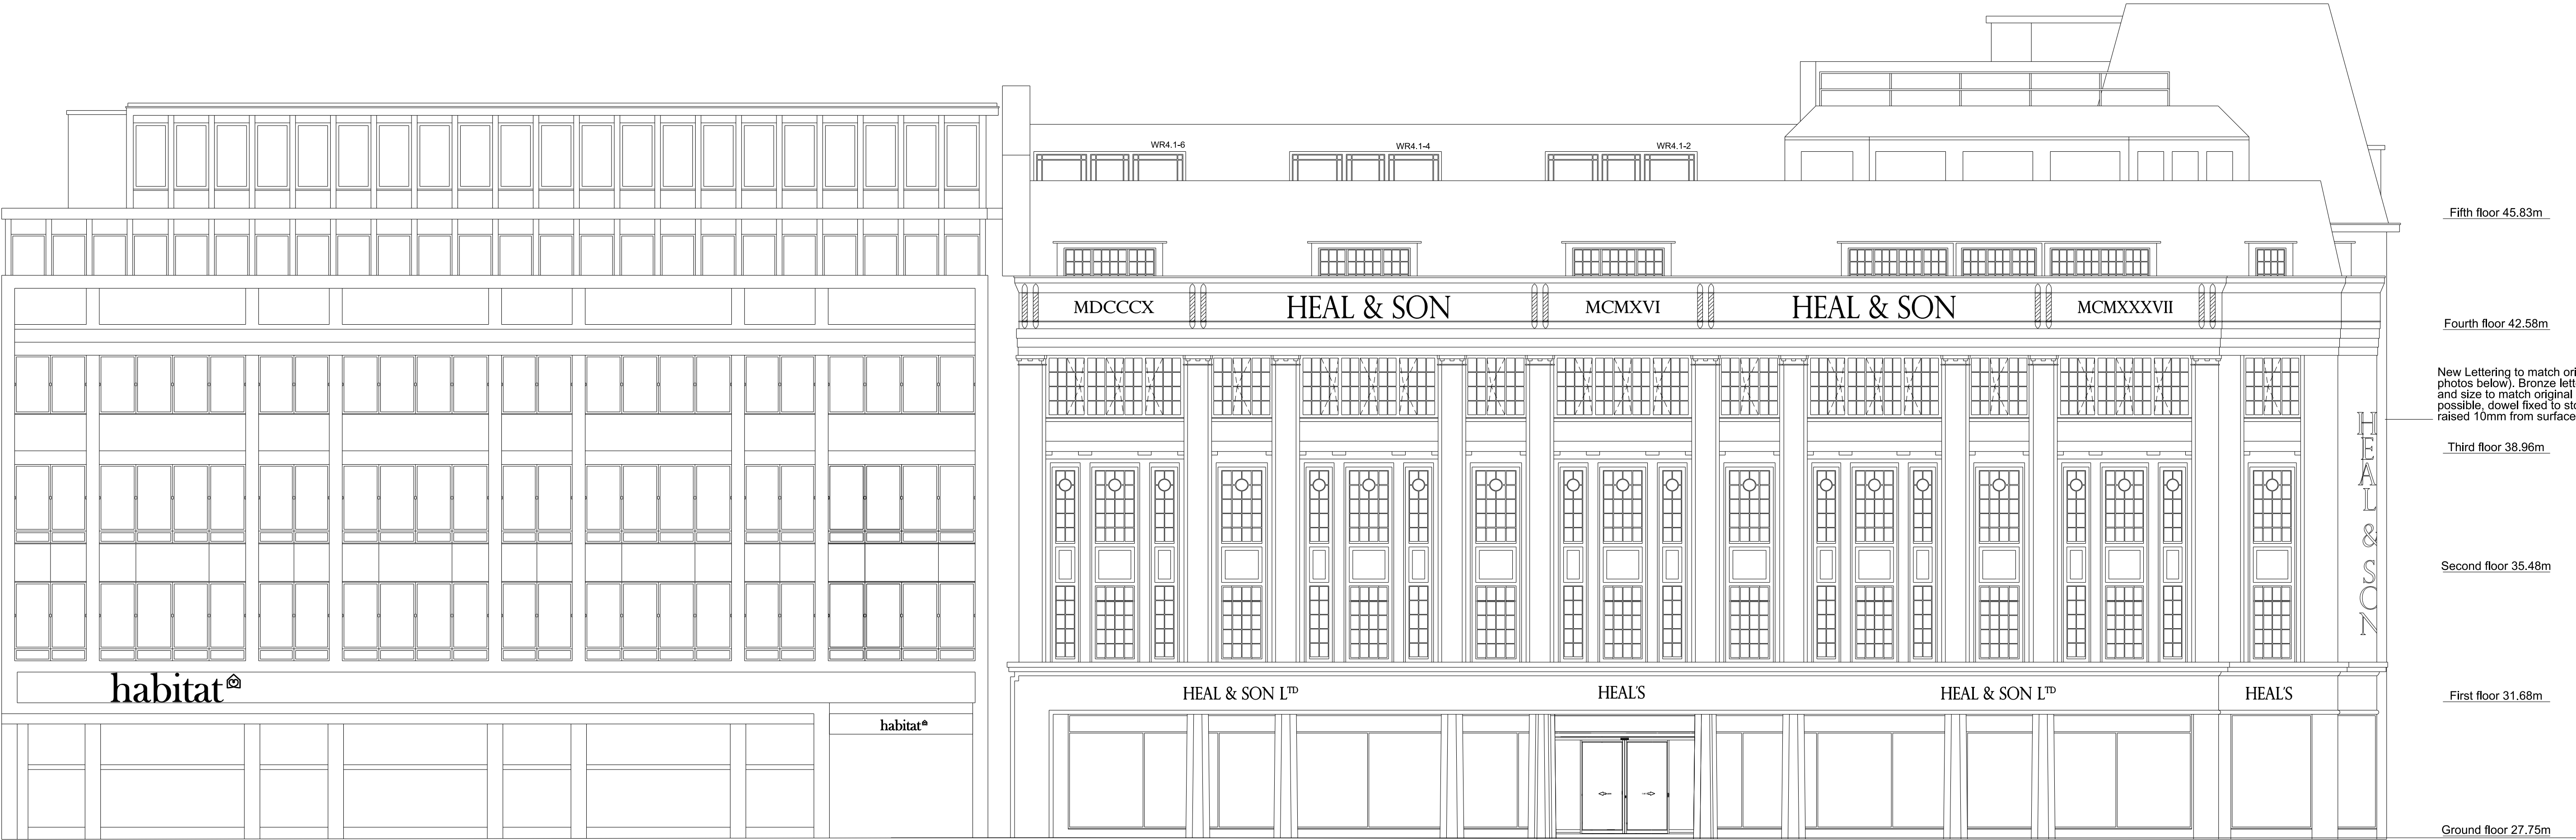 WR4.1-6
WR4.1-4
WR4.1-2
Fifth floor 45.83m
MDCCCX
HEAL & SON
MCMXVI
HEAL & SON
MCMXXXVII
Fourth floor 42.58m
New Lettering to match ori
photos below). Bronze lett
and size to match original
possible, dowel fixed to sto
raised 10mm from surface
HEAL & SON
Third floor 38.96m
Second floor 35.48m
habitat
HEAL & SON LTD
HEAL'S
HEAL & SON LTD
HEAL'S
First floor 31.68m
habitat
Ground floor 27.75m